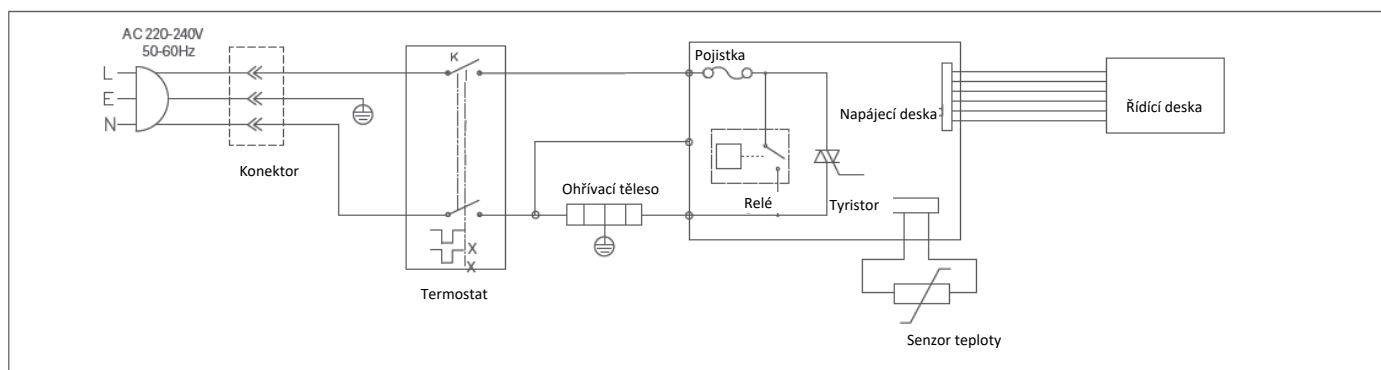 AC 220-240V
50-60Hz
L
E
N
Konektor
K
X
X
Termostat
Ohřívací těleso
Pojistka
Relé
Tyristor
Napájecí deska
Řídící deska
Senzor teploty